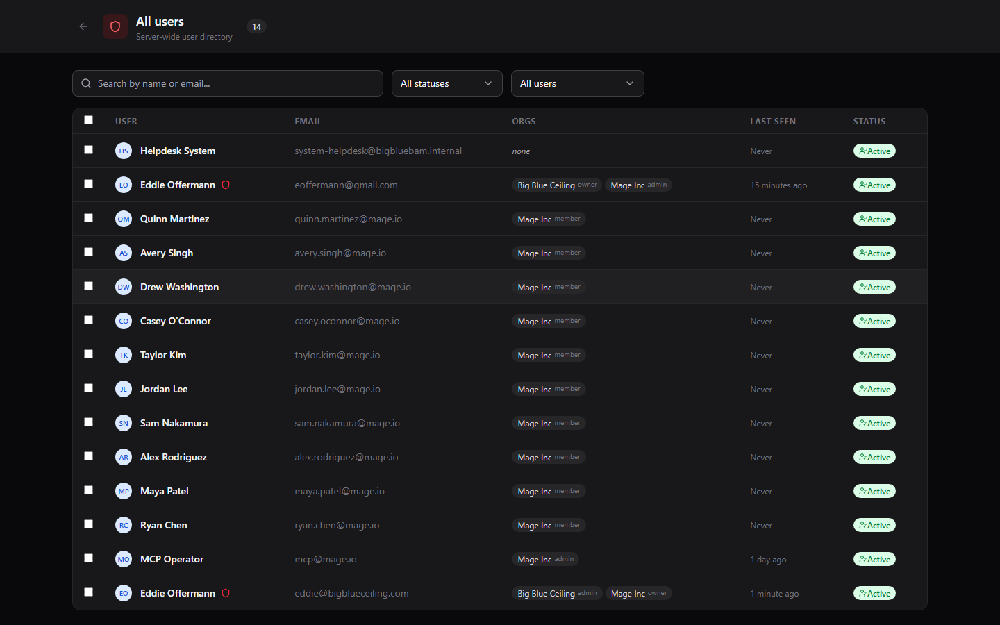 All users
Server-wide user directory
14
Search by name or email...
All statuses
All users
USER EMAIL ORGS LAST SEEN STATUS
HS Helpdesk System system-helpdesk@bigbluebam.internal none Never Active
EO Eddie Offermann eoffermann@gmail.com Big Blue Ceiling owner Mage Inc admin 15 minutes ago Active
QM Quinn Martinez quinn.martinez@mage.io Mage Inc member Never Active
AS Avery Singh avery.singh@mage.io Mage Inc member Never Active
DW Drew Washington drew.washington@mage.io Mage Inc member Never Active
CO Casey O'Connor casey.oconnor@mage.io Mage Inc member Never Active
TK Taylor Kim taylor.kim@mage.io Mage Inc member Never Active
JL Jordan Lee jordan.lee@mage.io Mage Inc member Never Active
SN Sam Nakamura sam.nakamura@mage.io Mage Inc member Never Active
AR Alex Rodriguez alex.rodriguez@mage.io Mage Inc member Never Active
MP Maya Patel maya.patel@mage.io Mage Inc member Never Active
RC Ryan Chen ryan.chen@mage.io Mage Inc member Never Active
MO MCP Operator mcp@mage.io Mage Inc admin 1 day ago Active
EO Eddie Offermann eddie@bigblueceiling.com Big Blue Ceiling admin Mage Inc owner 1 minute ago Active